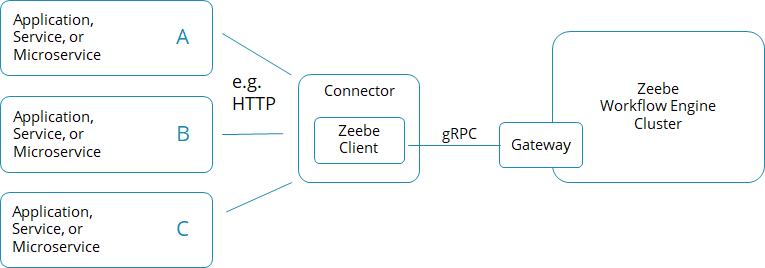 Application,
Service, or
Microservice
A
e.g.
HTTP
Application,
Service, or
Microservice
B
Application,
Service, or
Microservice
C
Connector
Zeebe
Client
gRPC
Gateway
Zeebe
Workflow Engine
Cluster